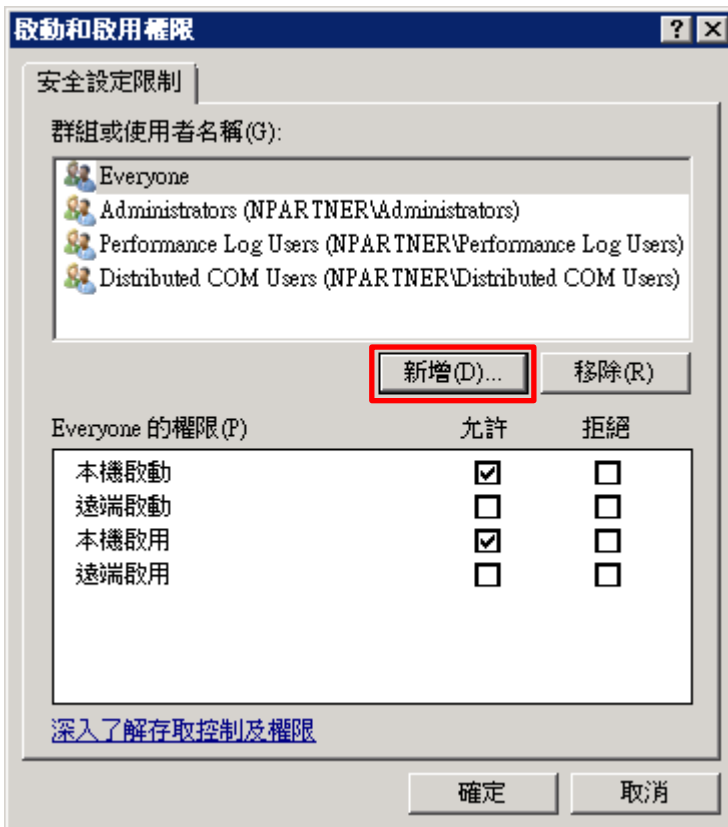 啟動和啟用權限
安全設定限制
群組或使用者名稱(G):
Everyone
Administrators (NPARTNER\Administrators)
Performance Log Users (NPARTNER\Performance Log Users)
Distributed COM Users (NPARTNER\Distributed COM Users)
新增(D)... 移除(R)
Everyone 的權限(P) 允許 拒絕
本機啟動
遠端啟動
本機啟用
遠端啟用
深入了解存取控制及權限
確定 取消